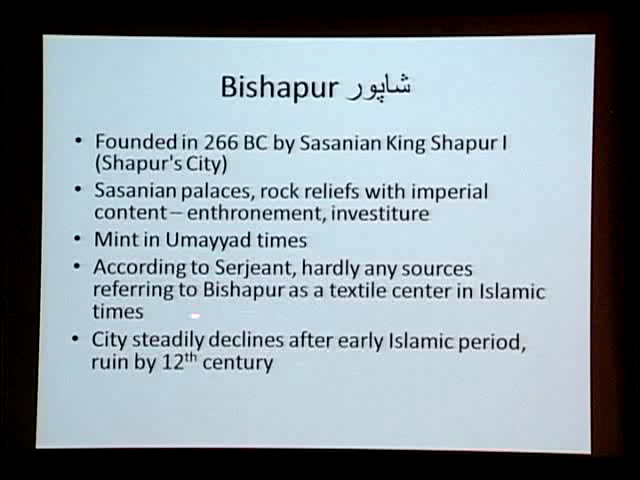 Bishapur شاپور
• Founded in 266 BC by Sasanian King Shapur I
(Shapur's City)
• Sasanian palaces, rock reliefs with imperial
content – enthronement, investiture
• Mint in Umayyad times
• According to Serjeant, hardly any sources
referring to Bishapur as a textile center in Islamic
times
• City steadily declines after early Islamic period,
ruin by 12th century